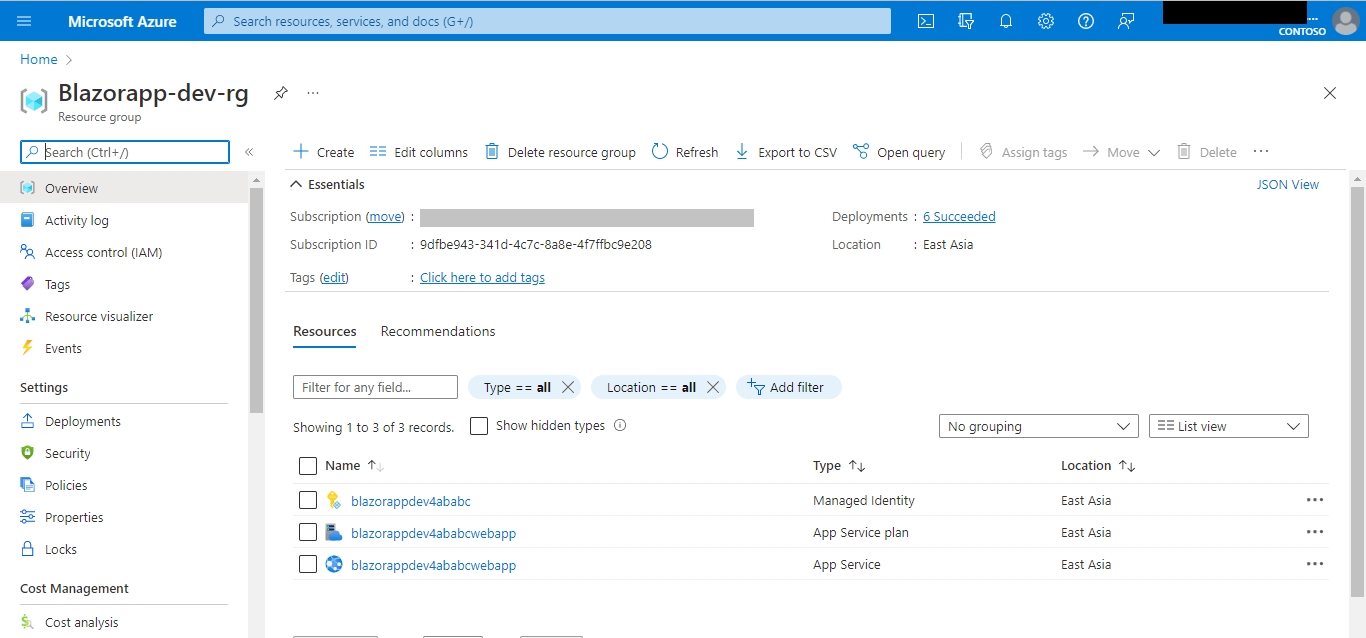 Microsoft Azure
Search resources, services, and docs (G+/)
...
CONTOSO
Home >
Blazorapp-dev-rg
...
Resource group
Search (Ctrl+/)
«
Overview
Activity log
Access control (IAM)
Tags
Resource visualizer
Events
Settings
Deployments
Security
Policies
Properties
Locks
Cost Management
Cost analysis
Create
Edit columns
Delete resource group
Refresh
Export to CSV
Open query
Assign tags
Move
Delete
...
Essentials
JSON View
Subscription (move) :
Deployments : 6 Succeeded
Subscription ID : 9dfbe943-341d-4c7c-8a8e-4f7ffbc9e208
Location : East Asia
Tags (edit) : Click here to add tags
Resources Recommendations
Filter for any field...
Type == all
Location == all
Add filter
Showing 1 to 3 of 3 records.
Show hidden types
No grouping
List view
Name Type Location
blazorappdev4ababc Managed Identity East Asia ...
blazorappdev4ababcwebapp App Service plan East Asia ...
blazorappdev4ababcwebapp App Service East Asia ...